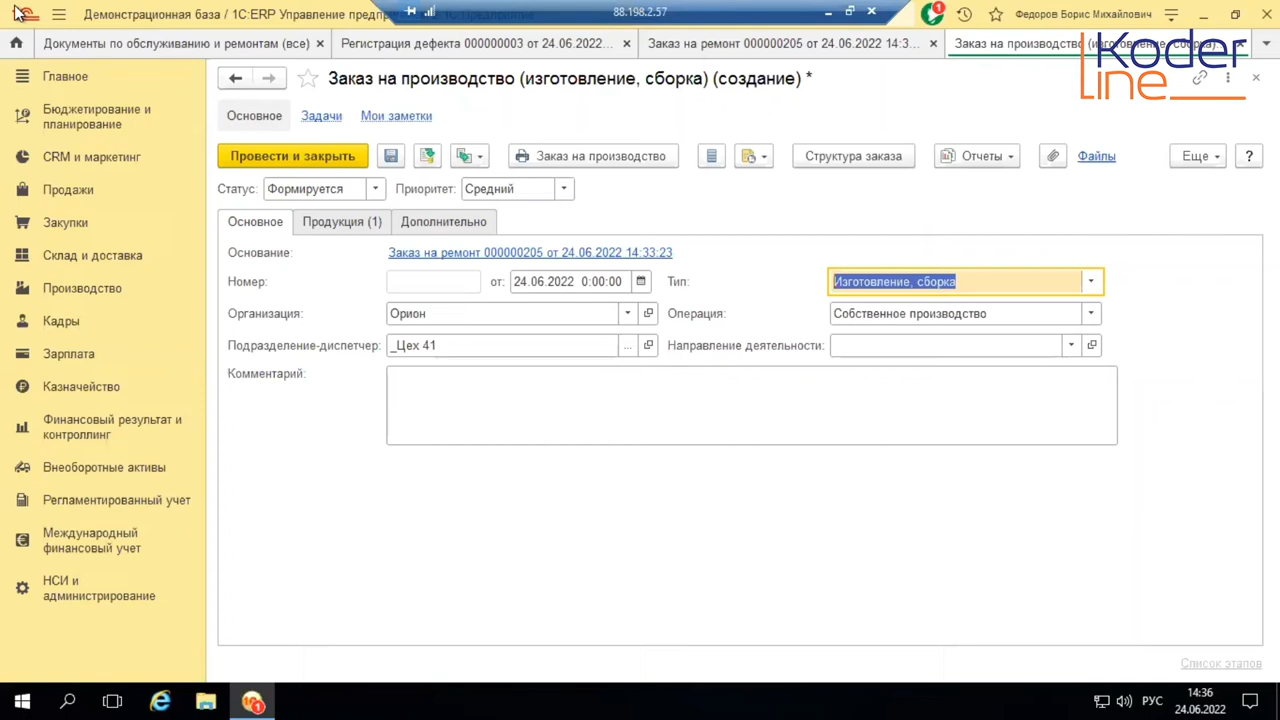 Демонстрационная база / 1С:ERP Управление предпр
88.198.2.57
1
Федоров Борис Михайлович
Документы по обслуживанию и ремонтам (все)
Регистрация дефекта 000000003 от 24.06.2022...
Заказ на ремонт 000000205 от 24.06.2022 14:3...
Заказ на производство (изготовление, сборка)
Koder
Line
Главное
Бюджетирование и
планирование
CRM и маркетинг
Продажи
Закупки
Склад и доставка
Производство
Кадры
Зарплата
Казначейство
Финансовый результат и
контроллинг
Внеоборотные активы
Регламентированный учет
Международный
финансовый учет
НСИ и
администрирование
Заказ на производство (изготовление, сборка) (создание) *
Основное
Задачи
Мои заметки
Провести и закрыть
Заказ на производство
Структура заказа
Отчеты
Файлы
Еще
?
Статус:
Формируется
Приоритет:
Средний
Основное
Продукция (1)
Дополнительно
Основание:
Заказ на ремонт 000000205 от 24.06.2022 14:33:23
Номер:
от:
24.06.2022 0:00:00
Тип:
Изготовление, сборка
Организация:
Орион
Операция:
Собственное производство
Подразделение-диспетчер:
_Цех 41
...
Направление деятельности:
Комментарий:
Список этапов
1
РУС
14:36
24.06.2022